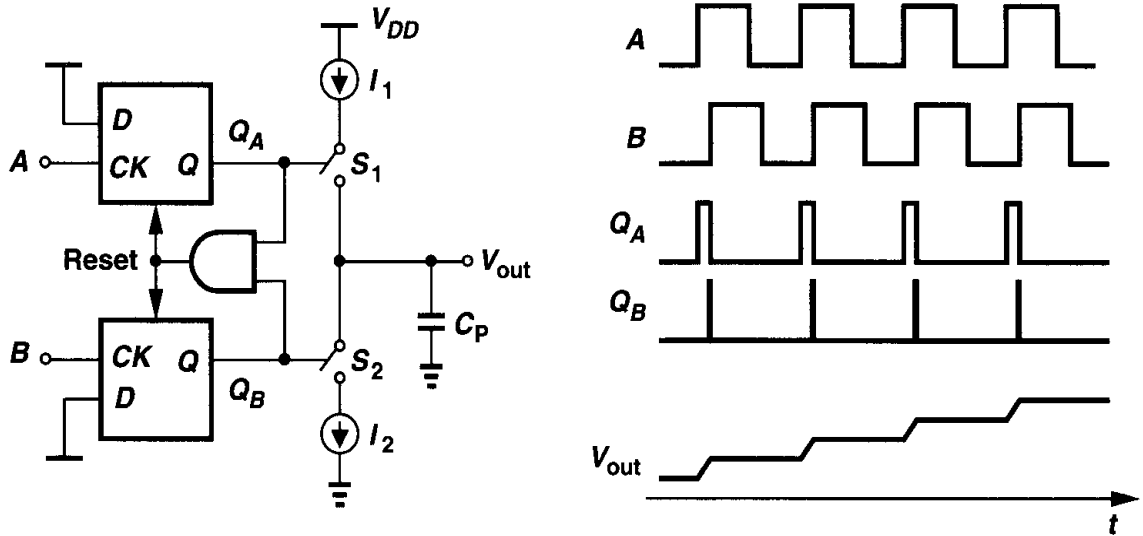 V_DD
I_1
D
Q_A
A
CK
Q
S_1
Reset
V_out
C_P
B
CK
Q
S_2
D
Q_B
I_2
A
B
Q_A
Q_B
V_out
t